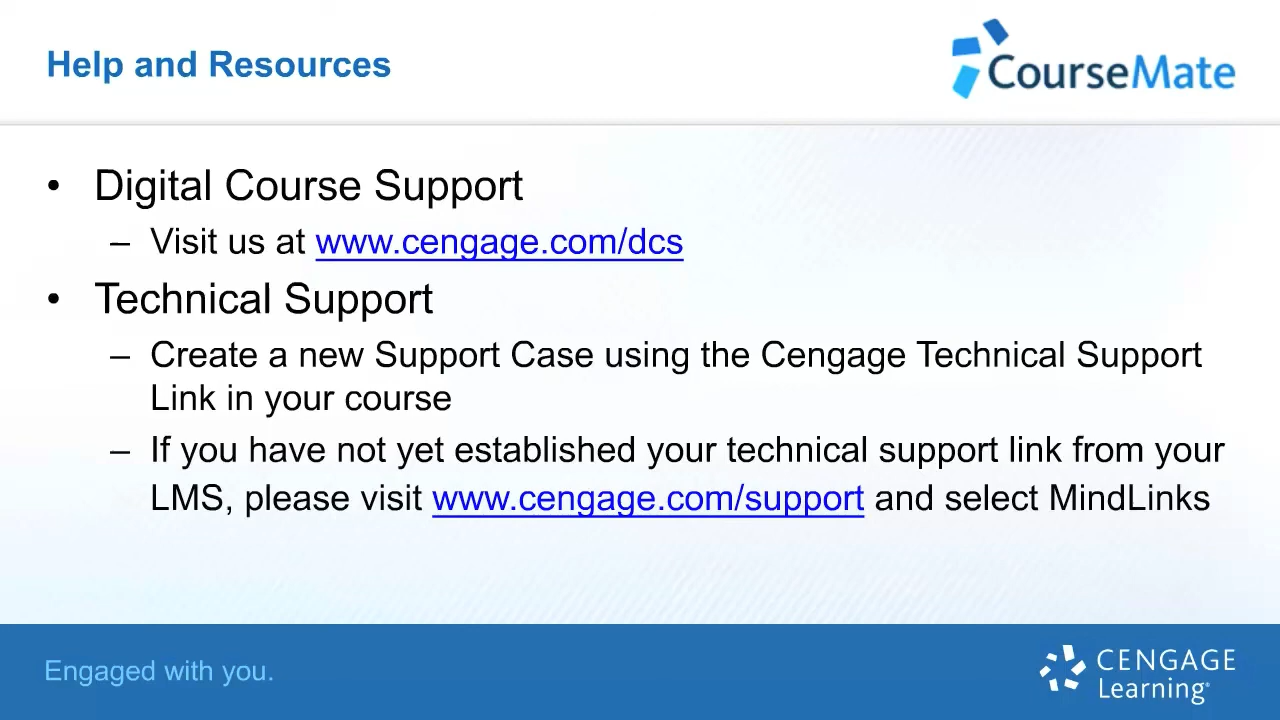 Help and Resources
CourseMate
• Digital Course Support
– Visit us at www.cengage.com/dcs
• Technical Support
– Create a new Support Case using the Cengage Technical Support
Link in your course
– If you have not yet established your technical support link from your
LMS, please visit www.cengage.com/support and select MindLinks
Engaged with you.
CENGAGE
Learning®